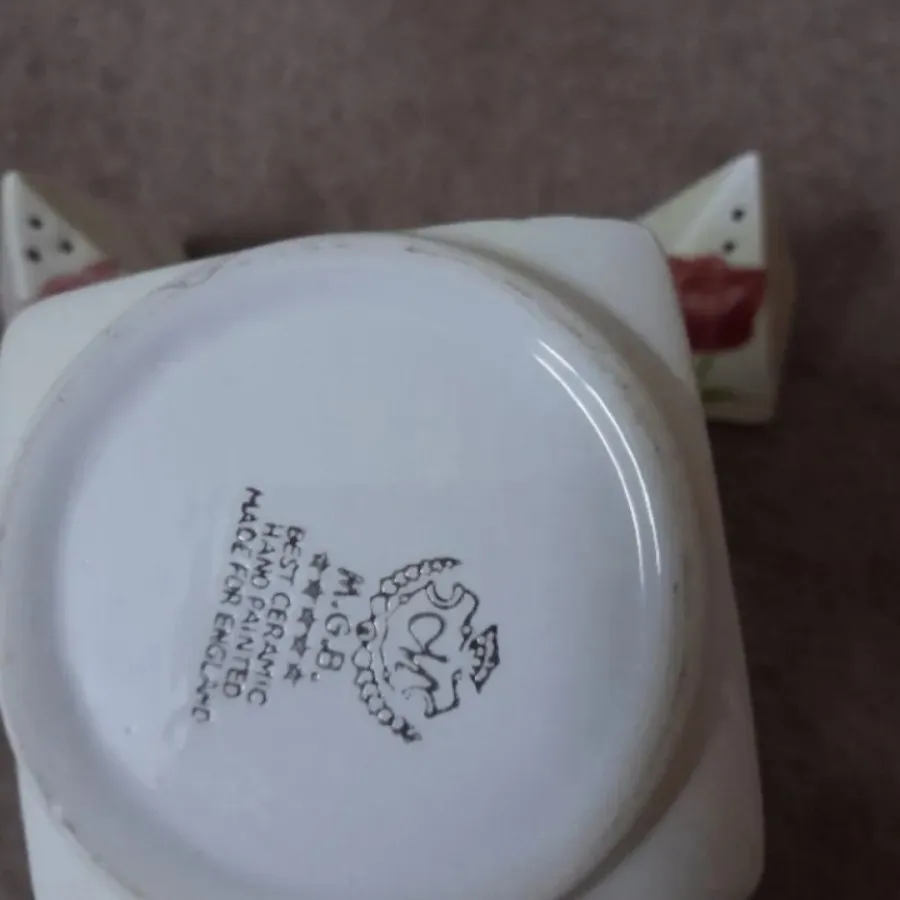 M.G.B.
★★★★★
BEST CERAMIC
HAND PAINTED
MADE FOR ENGLAND